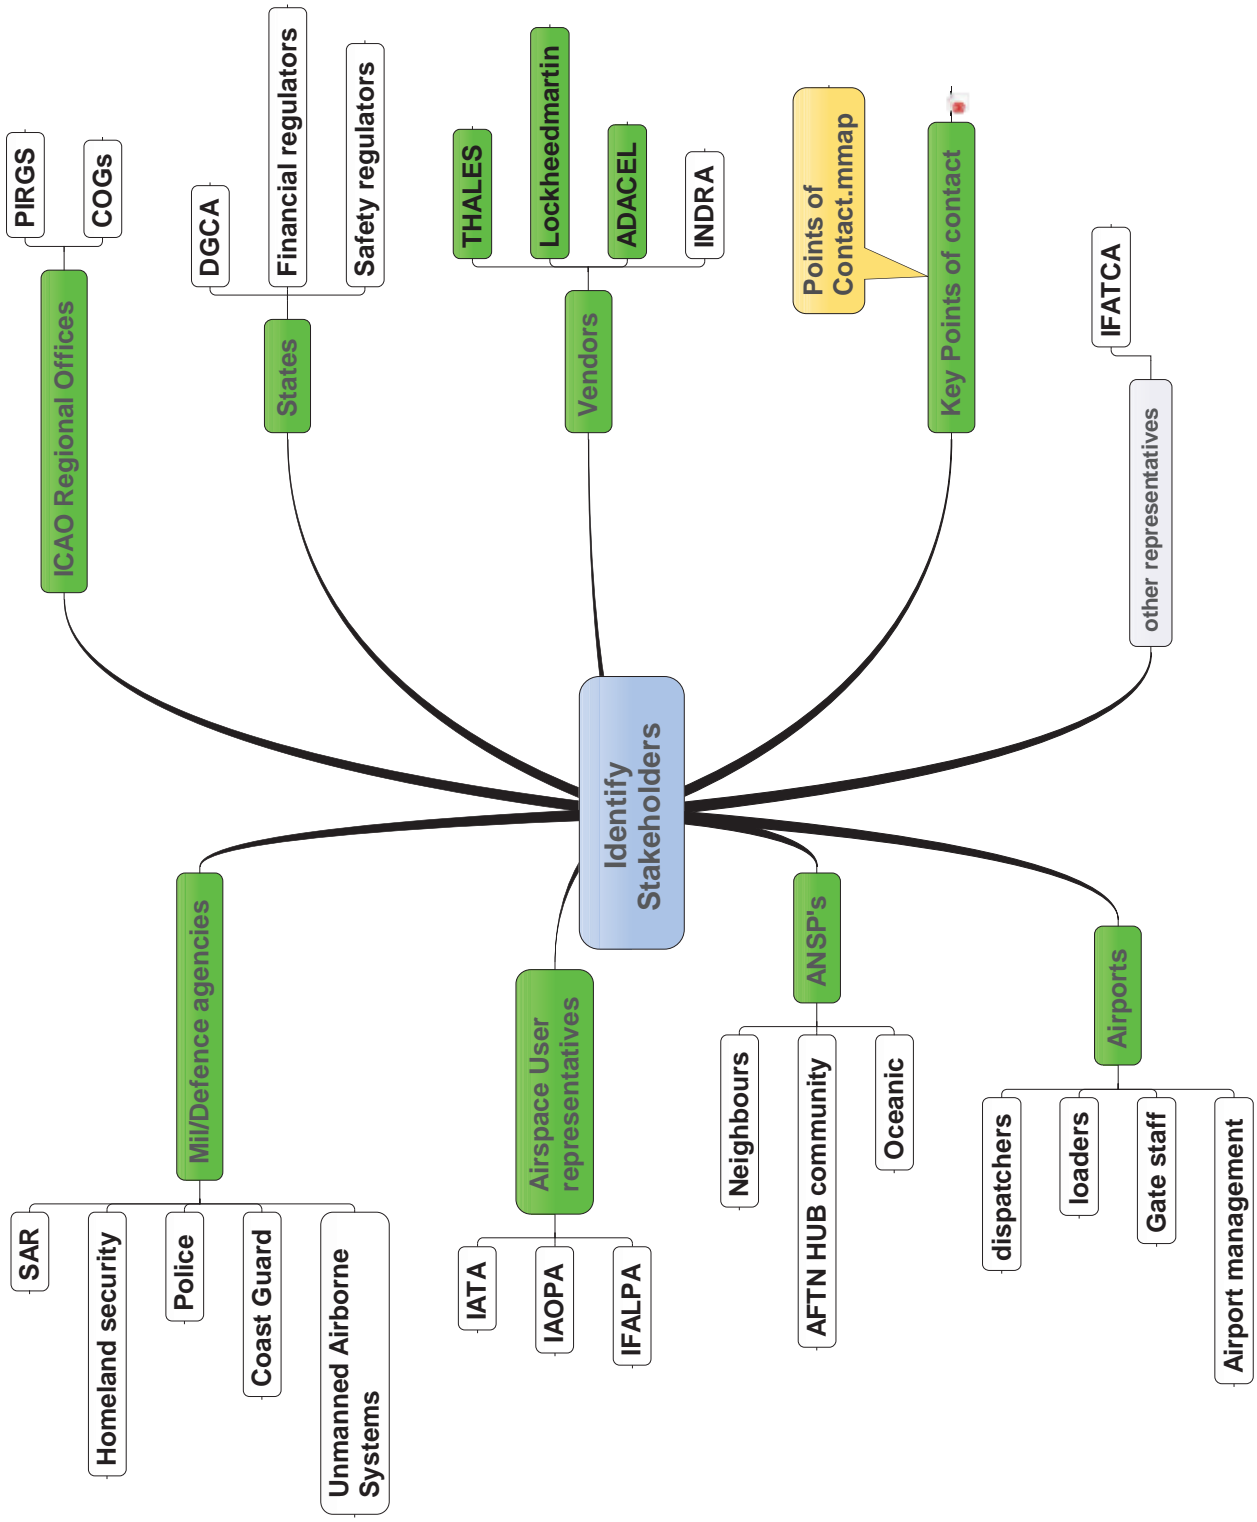 Identify
Stakeholders
ICAO Regional Offices
PIRGS
COGs
States
DGCA
Financial regulators
Safety regulators
Vendors
THALES
Lockheedmartin
ADACEL
INDRA
Key Points of contact
Points of
Contact.mmap
other representatives
IFATCA
Mil/Defence agencies
SAR
Homeland security
Police
Coast Guard
Unmanned Airborne
Systems
Airspace User
representatives
IATA
IAOPA
IFALPA
ANSP's
Neighbours
AFTN HUB community
Oceanic
Airports
dispatchers
loaders
Gate staff
Airport management